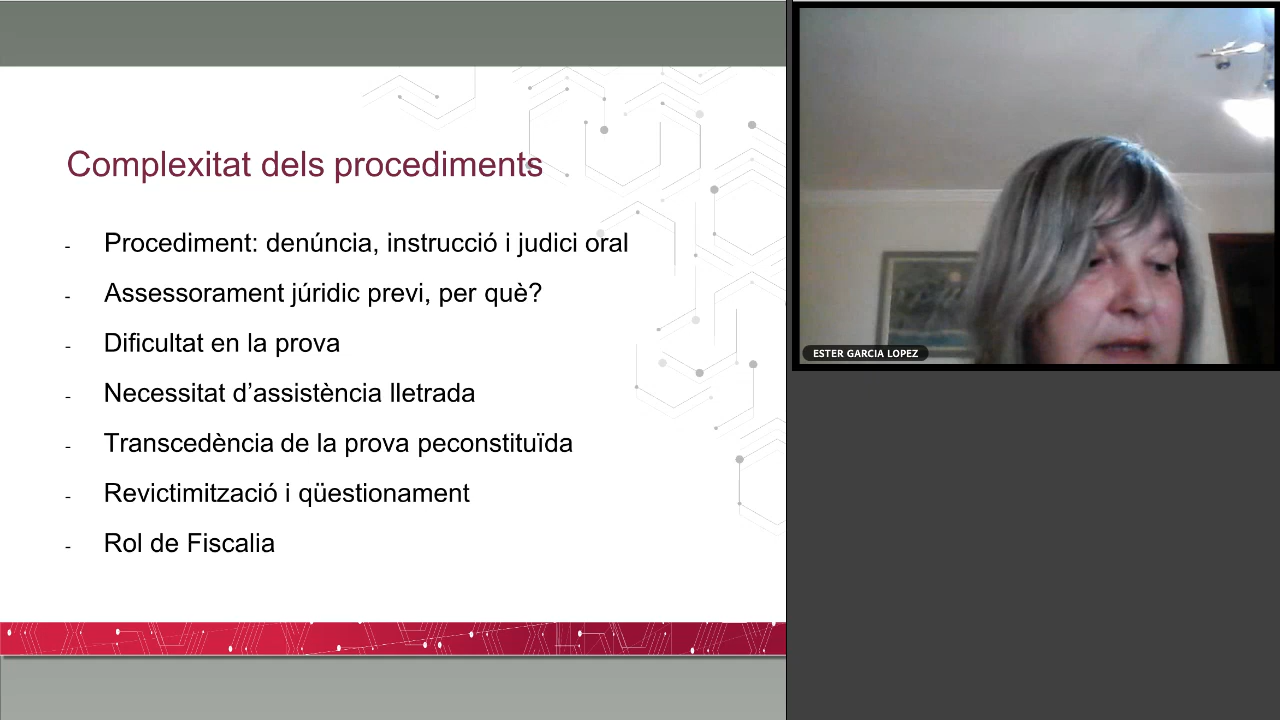 Complexitat dels procediments
- Procediment: denúncia, instrucció i judici oral
- Assessorament júridic previ, per què?
- Dificultat en la prova
- Necessitat d’assistència lletrada
- Transcedència de la prova peconstituïda
- Revictimització i qüestionament
- Rol de Fiscalia
ESTER GARCIA LOPEZ